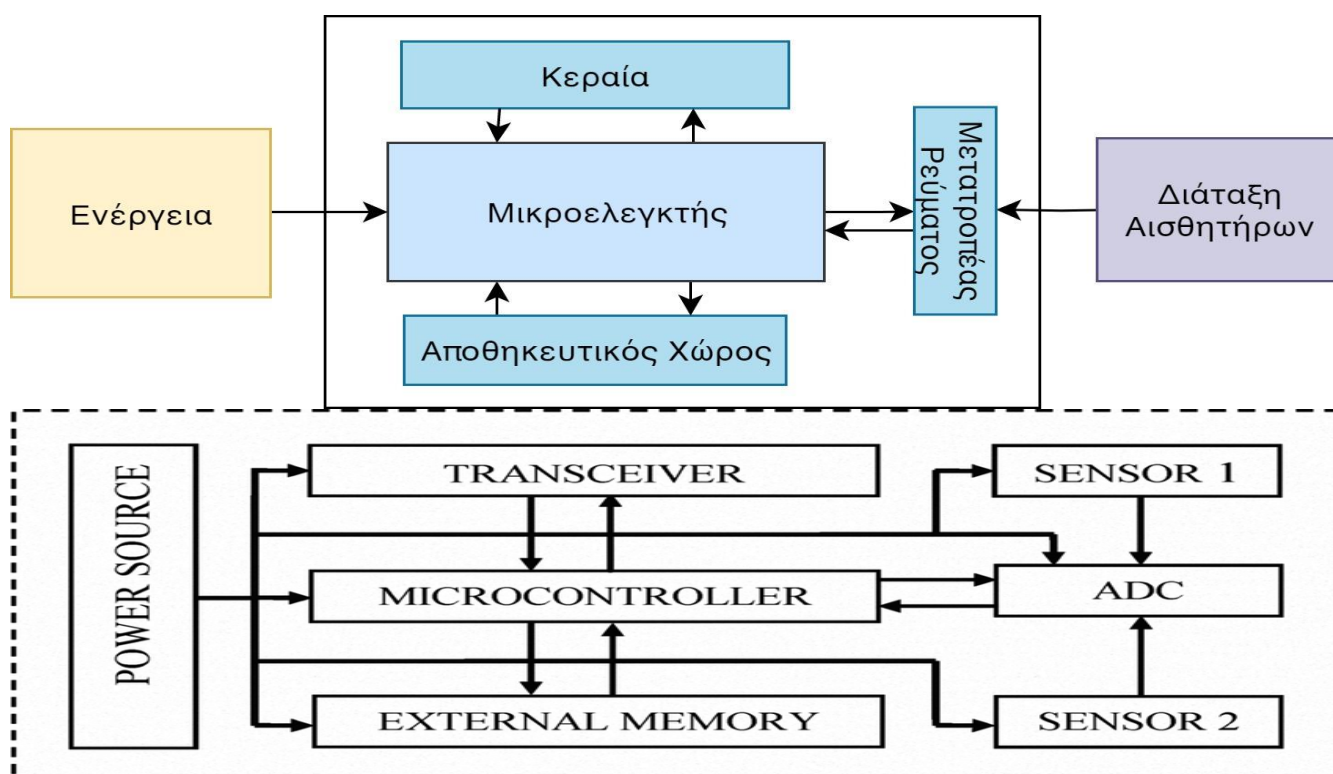 Κεραία
Ενέργεια
Μικροελεγκτής
Μετατροπέας
Ρεύματος
Διάταξη
Αισθητήρων
Αποθηκευτικός Χώρος
POWER SOURCE
TRANSCEIVER
SENSOR 1
MICROCONTROLLER
ADC
EXTERNAL MEMORY
SENSOR 2